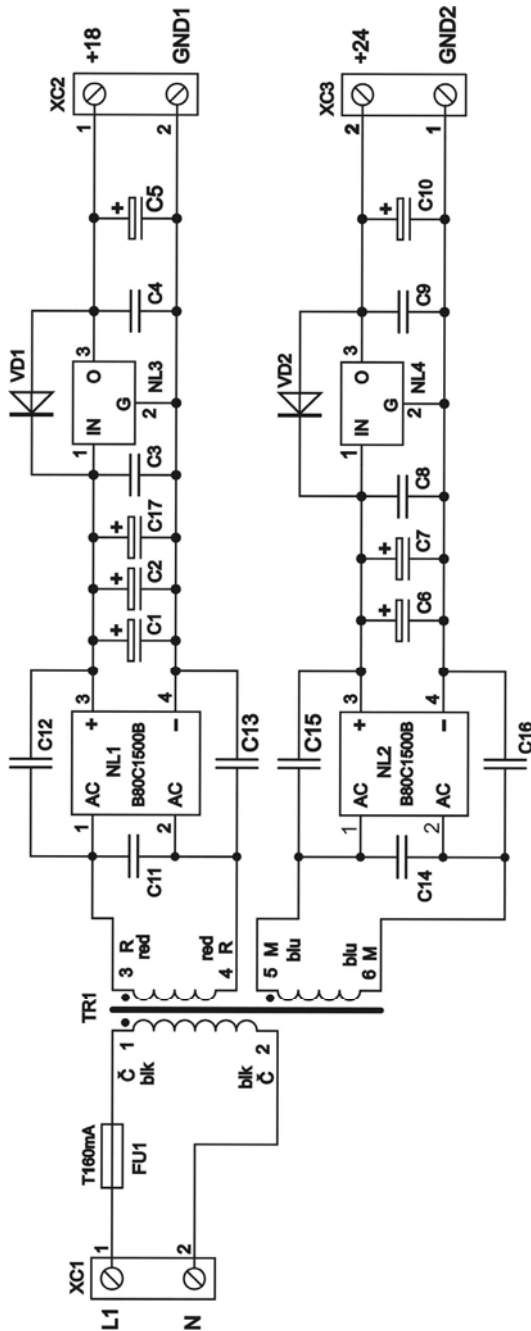 XC1
L1
1
N
2
T160mA
FU1
TR1
Č
blk
1
blk
Č
2
3
R
red
red
4
R
5
M
blu
blu
6
M
C12
C11
C13
1
AC
2
AC
NL1
B80C1500B
+
3
−
4
+
C1
+
C2
+
C17
C3
VD1
1
IN
O
3
G
2
NL3
C4
+
C5
XC2
1
+18
2
GND1
C15
C14
C16
1
AC
2
AC
NL2
B80C1500B
+
3
−
4
+
C6
+
C7
C8
VD2
1
IN
O
3
G
2
NL4
C9
+
C10
XC3
2
+24
1
GND2